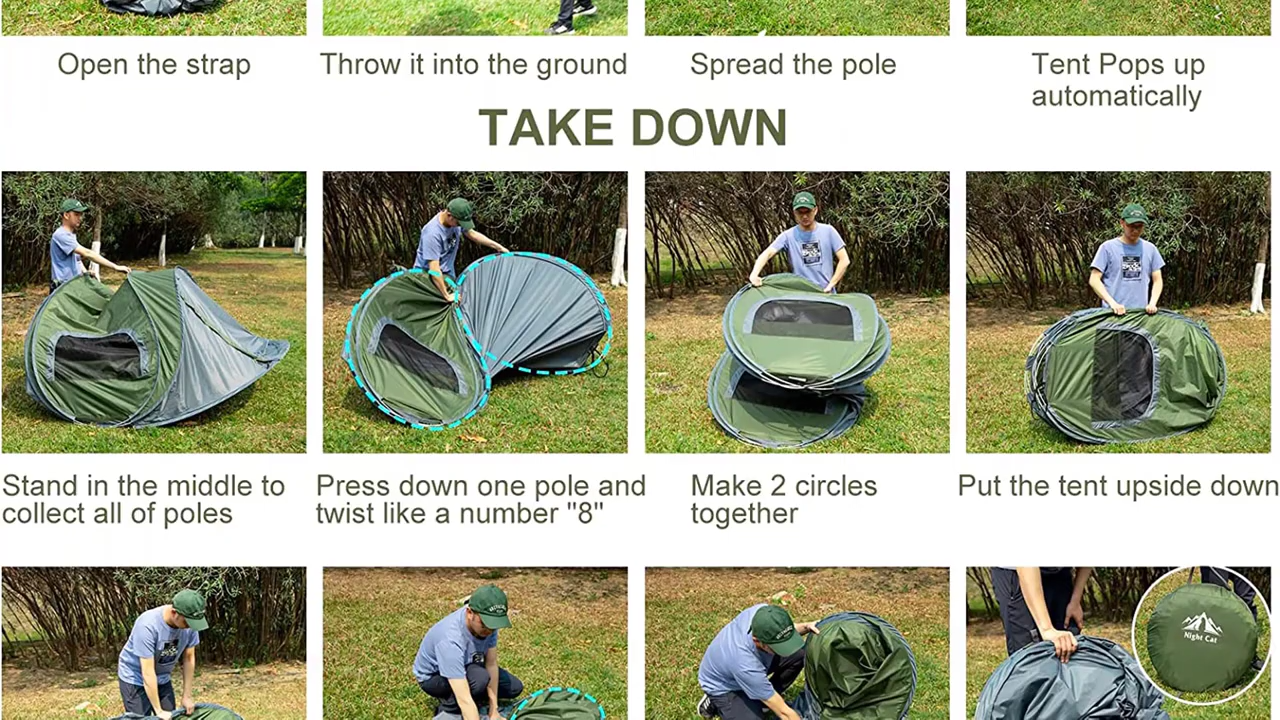 Open the strap
Throw it into the ground
Spread the pole
Tent Pops up
automatically
TAKE DOWN
Stand in the middle to
collect all of poles
Press down one pole and
twist like a number "8"
Make 2 circles
together
Put the tent upside down
Night Cat